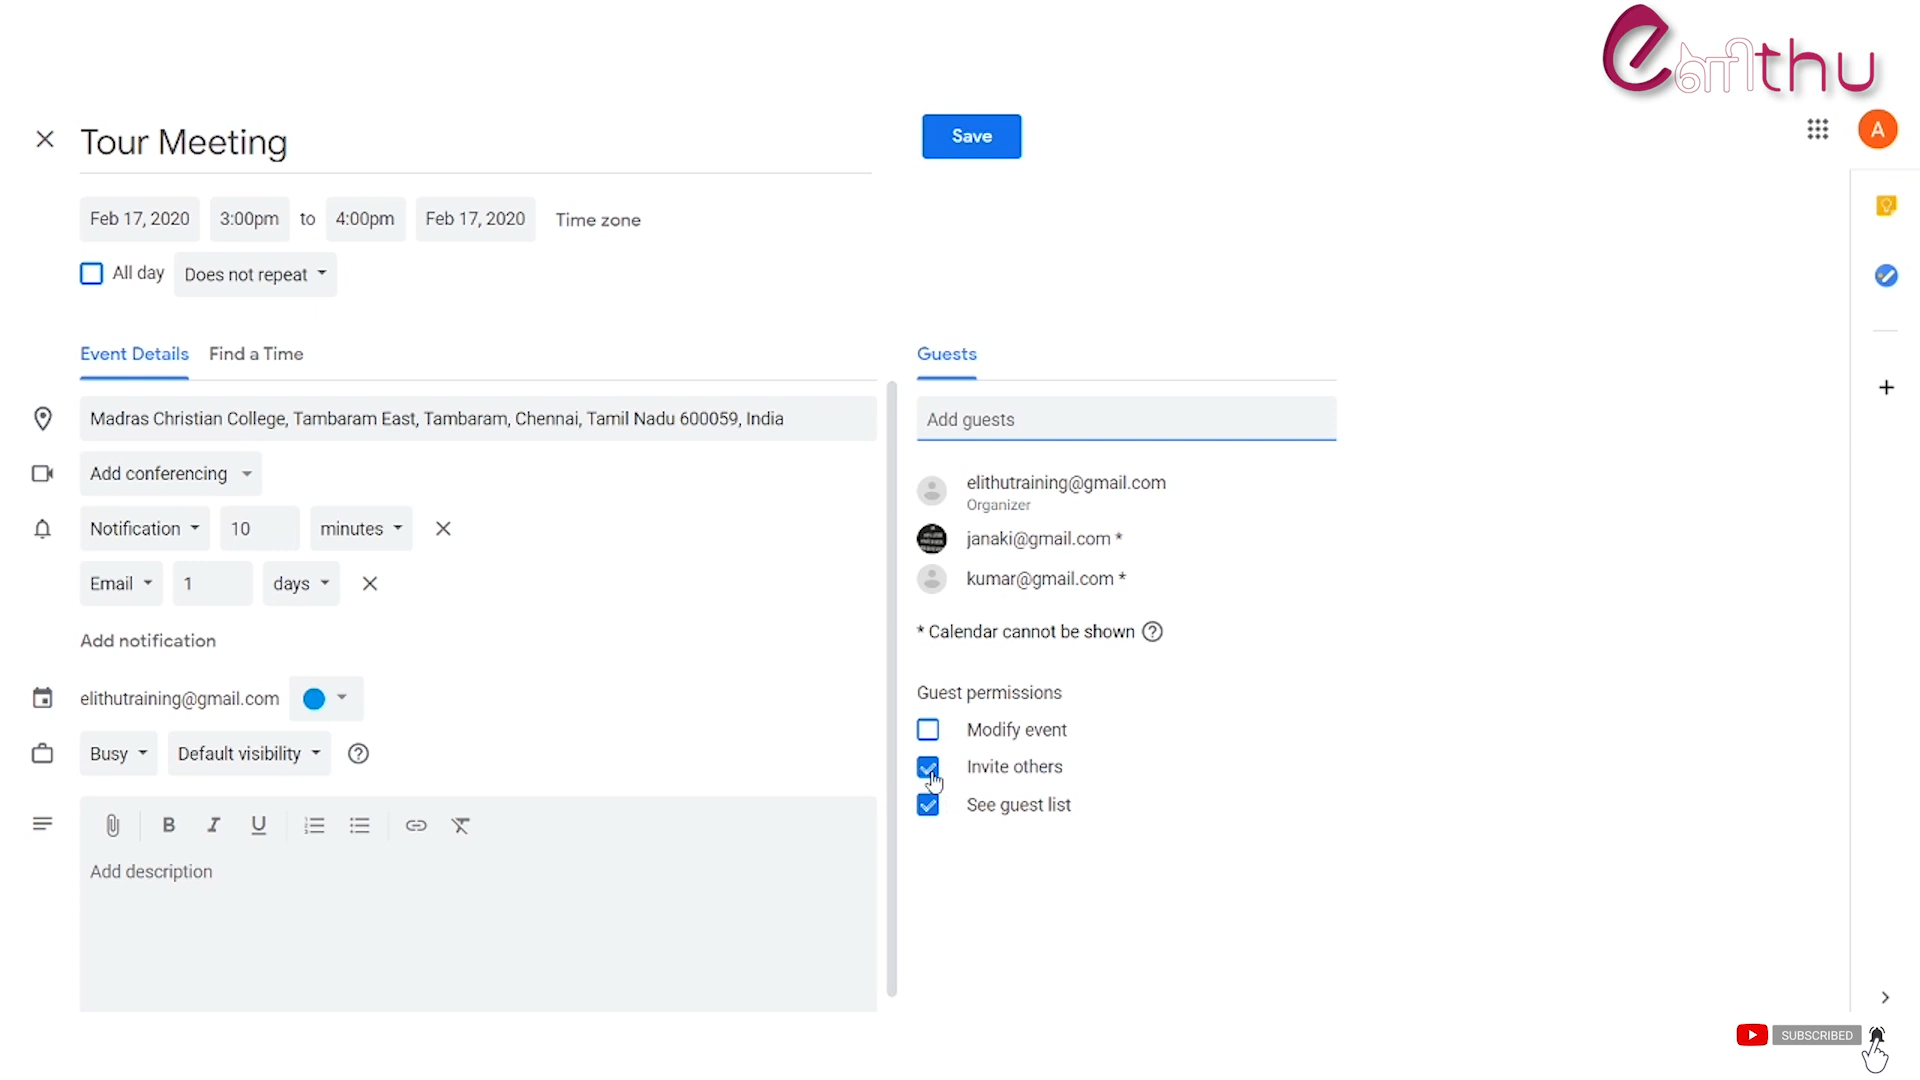 eளிthu
Tour Meeting
Save
A
Feb 17, 2020 3:00pm to 4:00pm Feb 17, 2020 Time zone
All day Does not repeat
Event Details Find a Time
Guests
Madras Christian College, Tambaram East, Tambaram, Chennai, Tamil Nadu 600059, India
Add conferencing
Notification 10 minutes
Email 1 days
Add notification
elithutraining@gmail.com
Busy Default visibility
B I U
Add description
Add guests
elithutraining@gmail.com
Organizer
janaki@gmail.com *
kumar@gmail.com *
* Calendar cannot be shown
Guest permissions
Modify event
Invite others
See guest list
SUBSCRIBED